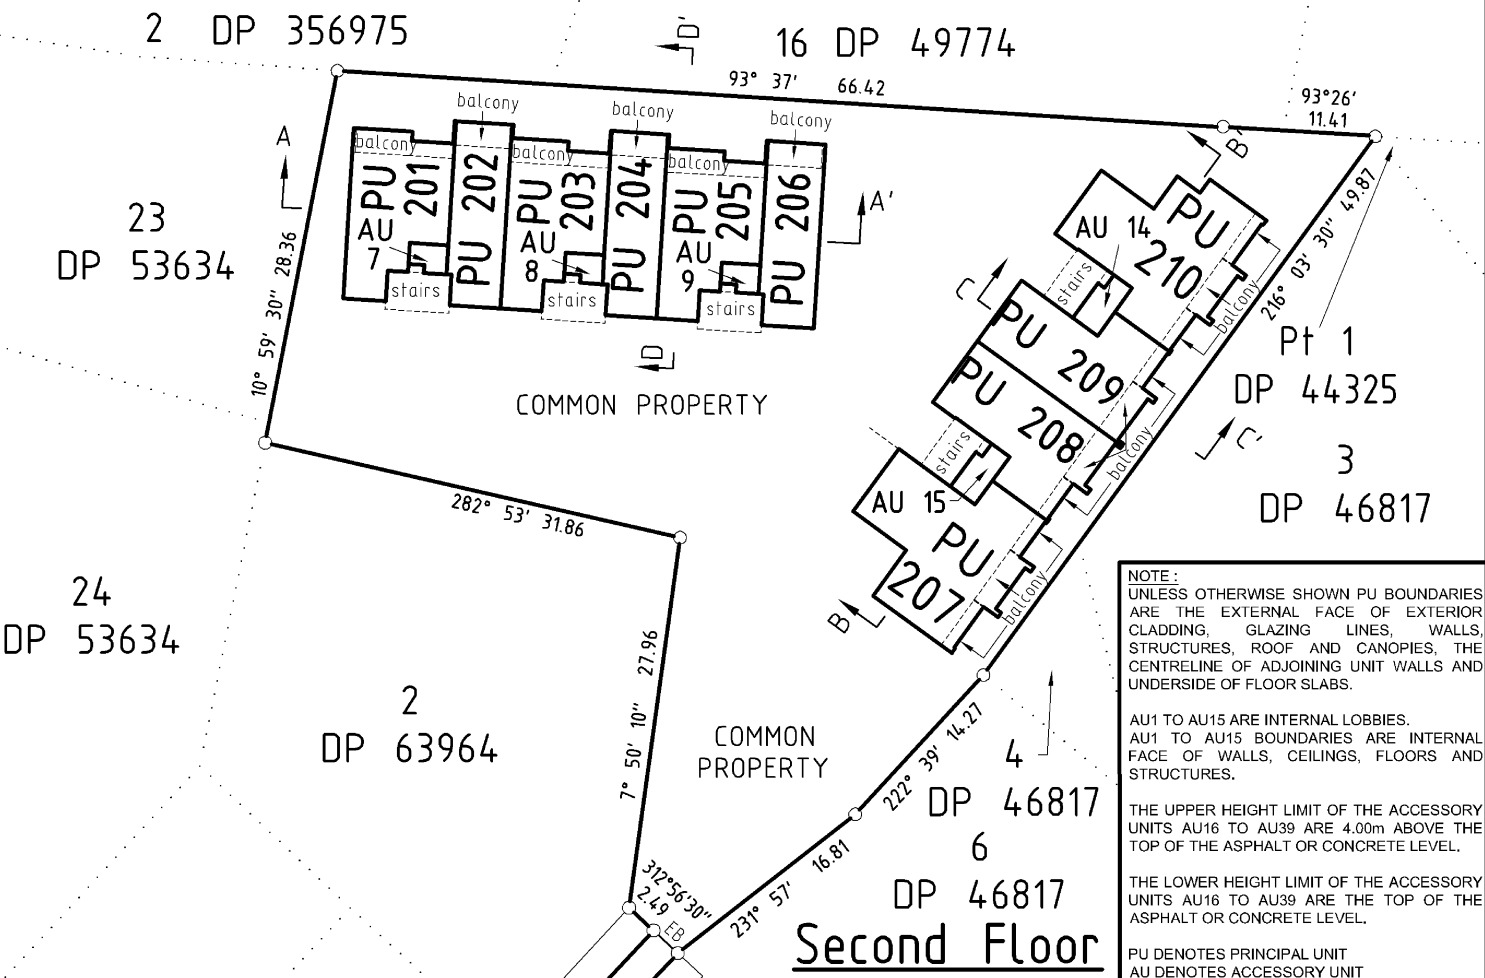 2 DP 356975
D'
16 DP 49774
93° 37' 66.42
93°26'
11.41
balcony
balcony
balcony
balcony
balcony
balcony
A
A'
B'
PU 201
PU 202
PU 203
PU 204
PU 205
PU 206
AU 7
AU 8
AU 9
stairs
stairs
stairs
D
23
DP 53634
10° 59' 30" 28.36
COMMON PROPERTY
PU 210
AU 14
stairs
C
PU 209
PU 208
balcony
216° 03' 30" 49.87
Pt 1
DP 44325
C'
3
DP 46817
stairs
balcony
AU 15
PU 207
balcony
B
282° 53' 31.86
24
DP 53634
2
DP 63964
7° 50' 10" 27.96
COMMON
PROPERTY
222° 39' 14.27
4
DP 46817
6
DP 46817
231° 57' 16.81
312°56'30"
2.49
EB
Second Floor
NOTE :
UNLESS OTHERWISE SHOWN PU BOUNDARIES
ARE THE EXTERNAL FACE OF EXTERIOR
CLADDING, GLAZING LINES, WALLS,
STRUCTURES, ROOF AND CANOPIES, THE
CENTRELINE OF ADJOINING UNIT WALLS AND
UNDERSIDE OF FLOOR SLABS.
AU1 TO AU15 ARE INTERNAL LOBBIES.
AU1 TO AU15 BOUNDARIES ARE INTERNAL
FACE OF WALLS, CEILINGS, FLOORS AND
STRUCTURES.
THE UPPER HEIGHT LIMIT OF THE ACCESSORY
UNITS AU16 TO AU39 ARE 4.00m ABOVE THE
TOP OF THE ASPHALT OR CONCRETE LEVEL.
THE LOWER HEIGHT LIMIT OF THE ACCESSORY
UNITS AU16 TO AU39 ARE THE TOP OF THE
ASPHALT OR CONCRETE LEVEL.
PU DENOTES PRINCIPAL UNIT
AU DENOTES ACCESSORY UNIT